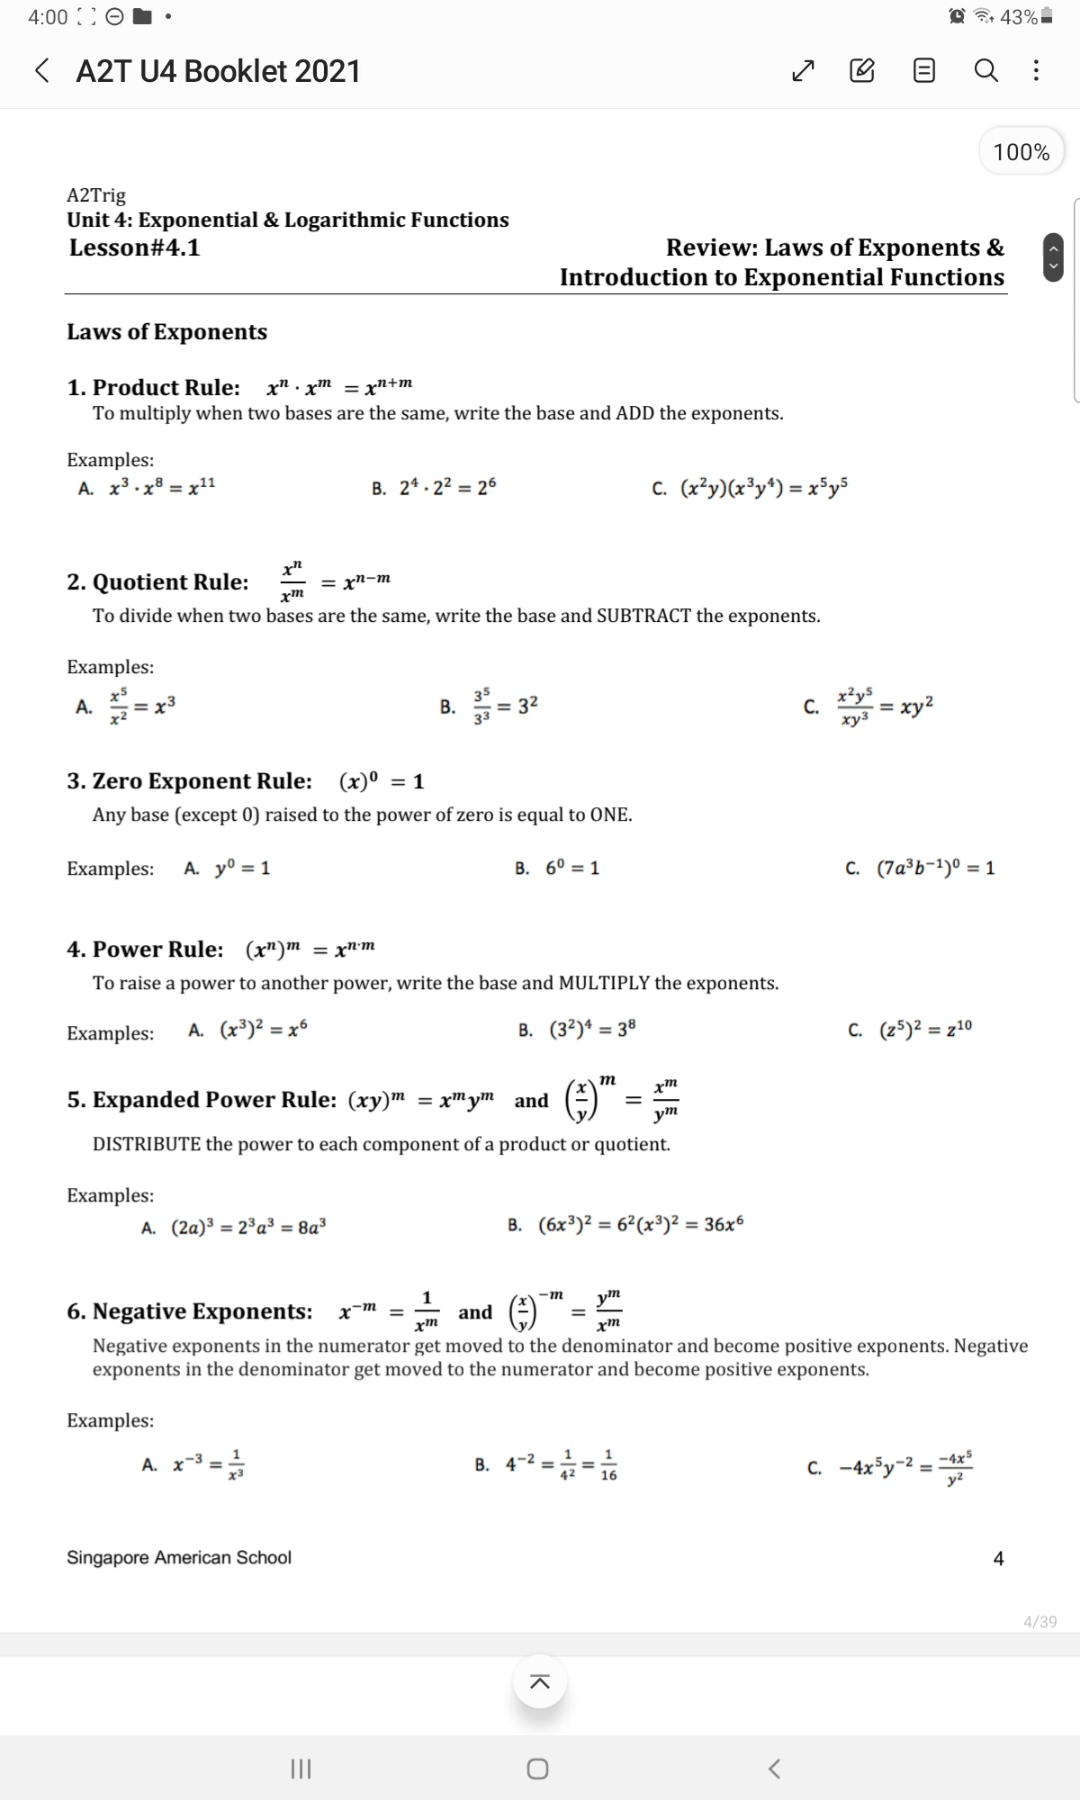 4:00
43%
A2T U4 Booklet 2021
100%
A2Trig
Unit 4: Exponential & Logarithmic Functions
Lesson#4.1
Review: Laws of Exponents &
Introduction to Exponential Functions
Laws of Exponents
1. Product Rule: xⁿ · xᵐ = xⁿ⁺ᵐ
To multiply when two bases are the same, write the base and ADD the exponents.
Examples:
A. x³ · x⁸ = x¹¹ B. 2⁴ · 2² = 2⁶ C. (x²y)(x³y⁴) = x⁵y⁵
2. Quotient Rule: xⁿ/xᵐ = xⁿ⁻ᵐ
To divide when two bases are the same, write the base and SUBTRACT the exponents.
Examples:
A. x⁵/x² = x³ B. 3⁵/3³ = 3² C. x²y⁵/xy³ = xy²
3. Zero Exponent Rule: (x)⁰ = 1
Any base (except 0) raised to the power of zero is equal to ONE.
Examples: A. y⁰ = 1 B. 6⁰ = 1 C. (7a³b⁻¹)⁰ = 1
4. Power Rule: (xⁿ)ᵐ = xⁿ·ᵐ
To raise a power to another power, write the base and MULTIPLY the exponents.
Examples: A. (x³)² = x⁶ B. (3²)⁴ = 3⁸ C. (z⁵)² = z¹⁰
5. Expanded Power Rule: (xy)ᵐ = xᵐyᵐ and (x/y)ᵐ = xᵐ/yᵐ
DISTRIBUTE the power to each component of a product or quotient.
Examples:
A. (2a)³ = 2³a³ = 8a³ B. (6x³)² = 6²(x³)² = 36x⁶
6. Negative Exponents: x⁻ᵐ = 1/xᵐ and (x/y)⁻ᵐ = yᵐ/xᵐ
Negative exponents in the numerator get moved to the denominator and become positive exponents. Negative
exponents in the denominator get moved to the numerator and become positive exponents.
Examples:
A. x⁻³ = 1/x³ B. 4⁻² = 1/4² = 1/16 C. −4x⁵y⁻² = −4x⁵/y²
Singapore American School 4
4/39